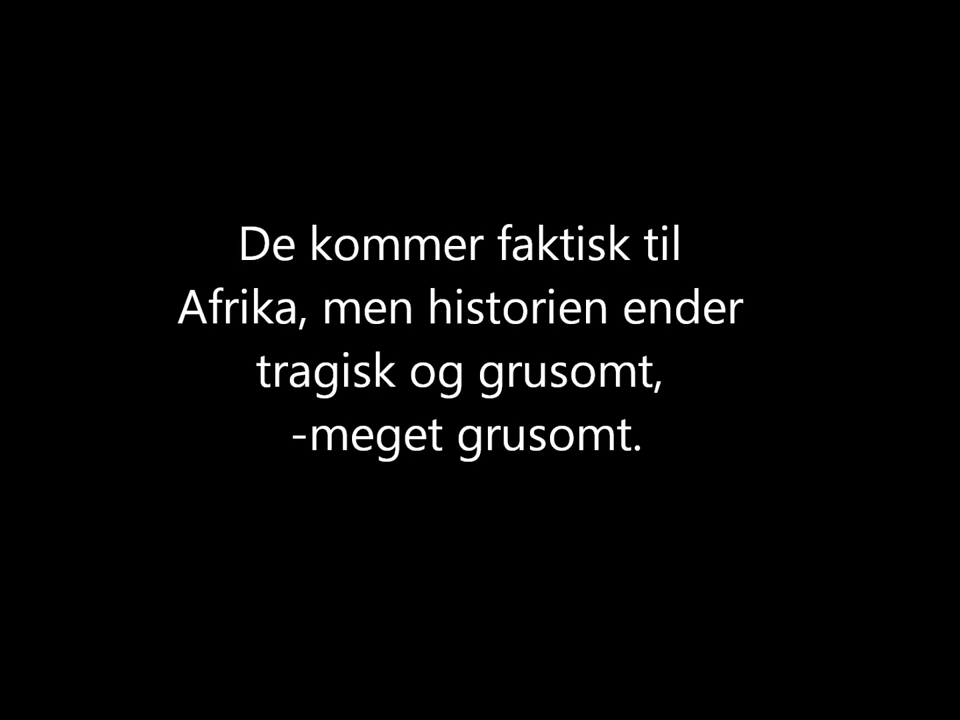 De kommer faktisk til
Afrika, men historien ender
tragisk og grusomt,
-meget grusomt.